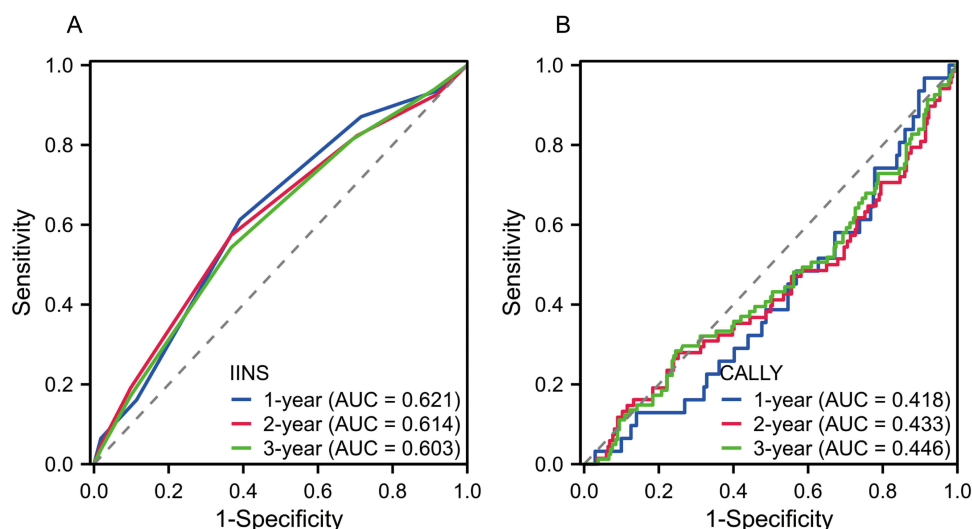 A
Sensitivity
1.0
0.8
0.6
0.4
0.2
0.0
IINS
1-year (AUC = 0.621)
2-year (AUC = 0.614)
3-year (AUC = 0.603)
0.0 0.2 0.4 0.6 0.8 1.0
1-Specificity
B
Sensitivity
1.0
0.8
0.6
0.4
0.2
0.0
CALLY
1-year (AUC = 0.418)
2-year (AUC = 0.433)
3-year (AUC = 0.446)
0.0 0.2 0.4 0.6 0.8 1.0
1-Specificity